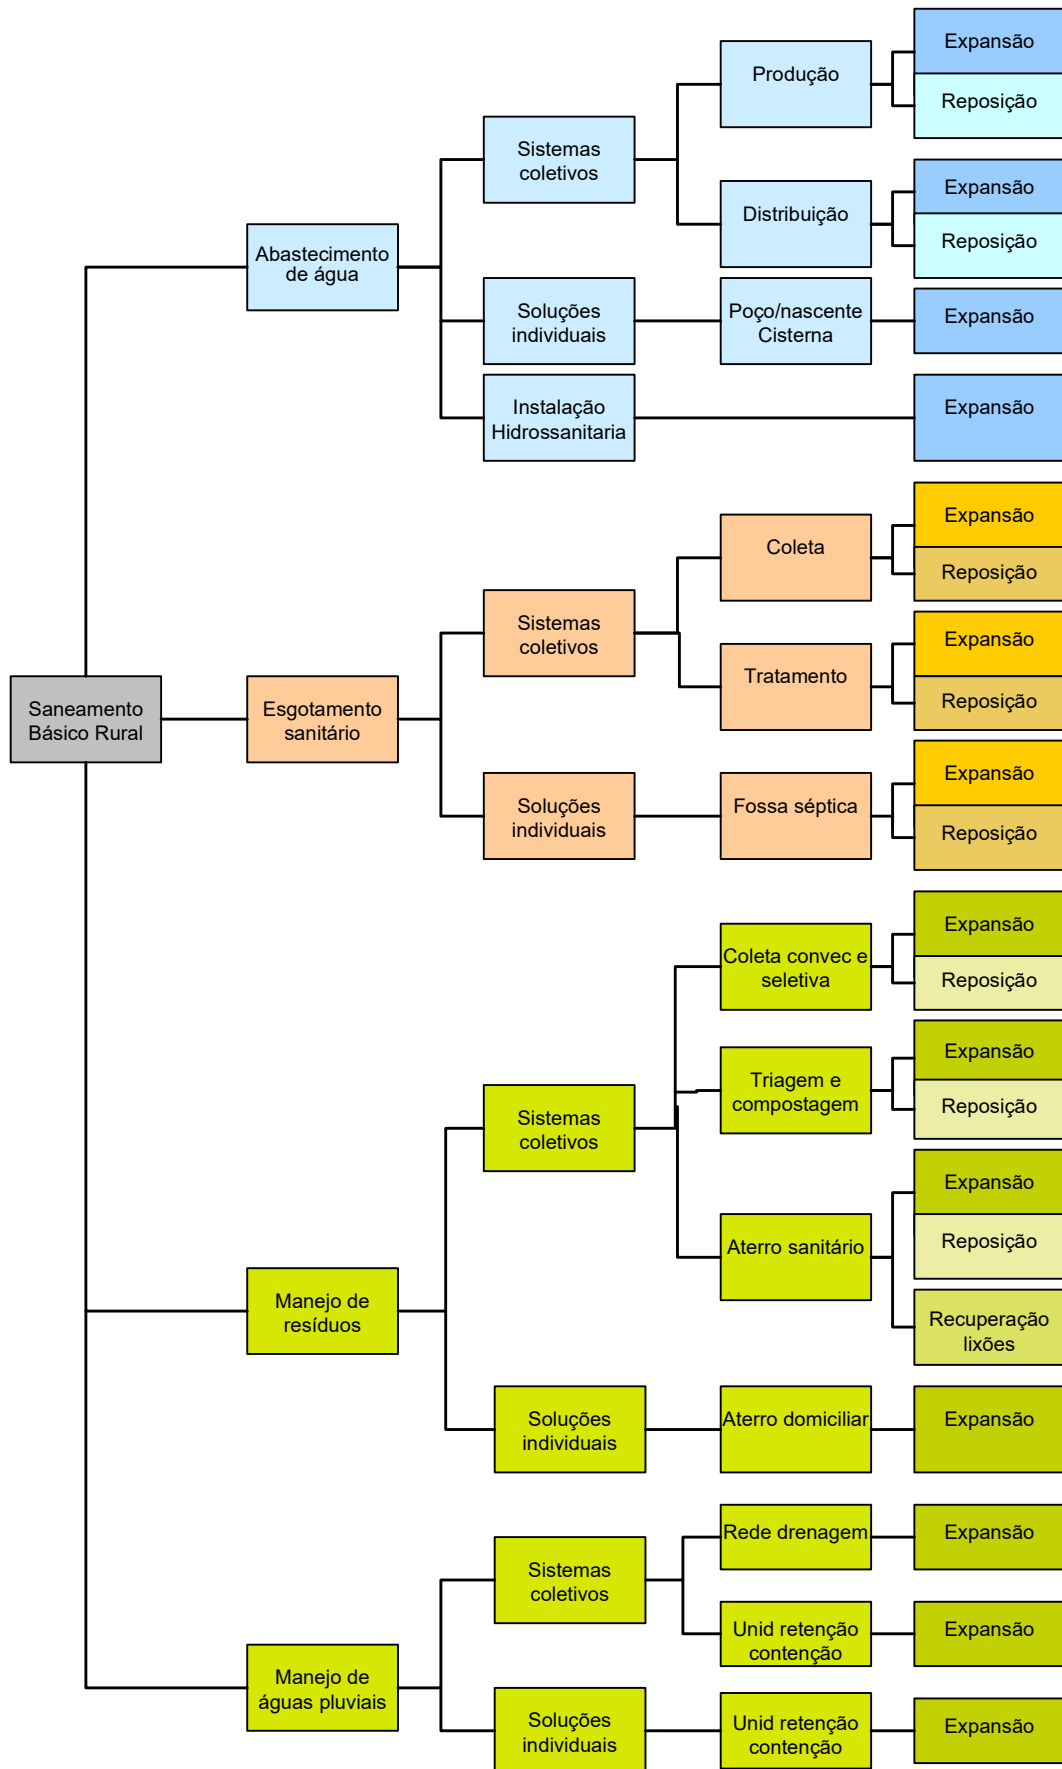 Saneamento
Básico Rural
Abastecimento
de água
Sistemas
coletivos
Produção
Expansão
Reposição
Distribuição
Expansão
Reposição
Soluções
individuais
Poço/nascente
Cisterna
Expansão
Instalação
Hidrossanitaria
Expansão
Esgotamento
sanitário
Sistemas
coletivos
Coleta
Expansão
Reposição
Tratamento
Expansão
Reposição
Soluções
individuais
Fossa séptica
Expansão
Reposição
Manejo de
resíduos
Sistemas
coletivos
Coleta convec e
seletiva
Expansão
Reposição
Triagem e
compostagem
Expansão
Reposição
Aterro sanitário
Expansão
Reposição
Recuperação
lixões
Soluções
individuais
Aterro domiciliar
Expansão
Manejo de
águas pluviais
Sistemas
coletivos
Rede drenagem
Expansão
Unid retenção
contenção
Expansão
Soluções
individuais
Unid retenção
contenção
Expansão